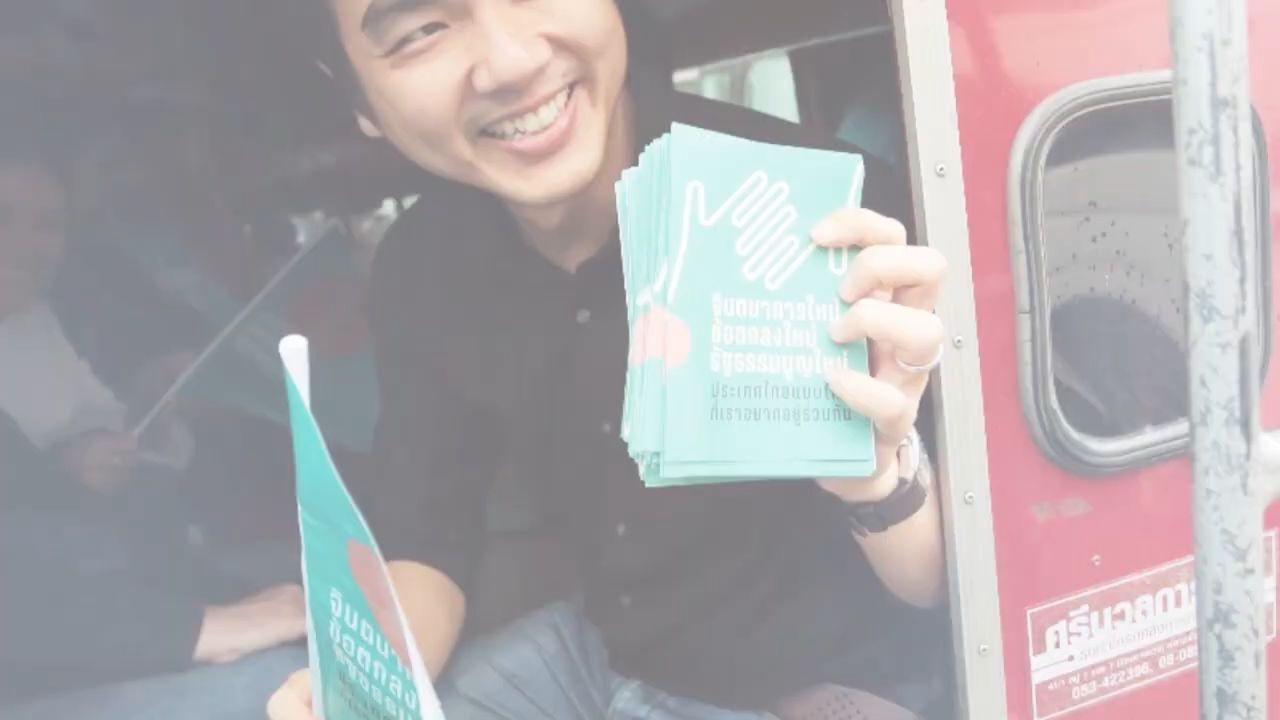 จินตนาการใหม่
ข้อตกลงใหม่
รัฐธรรมนูญใหม่
ประเทศไทยแบบ
ที่เราอยากอยู่ร่วมกัน
จินตนา
ข้อตกลง
รัฐธรรม
ศรีนวลกา
053-422396, 08-08